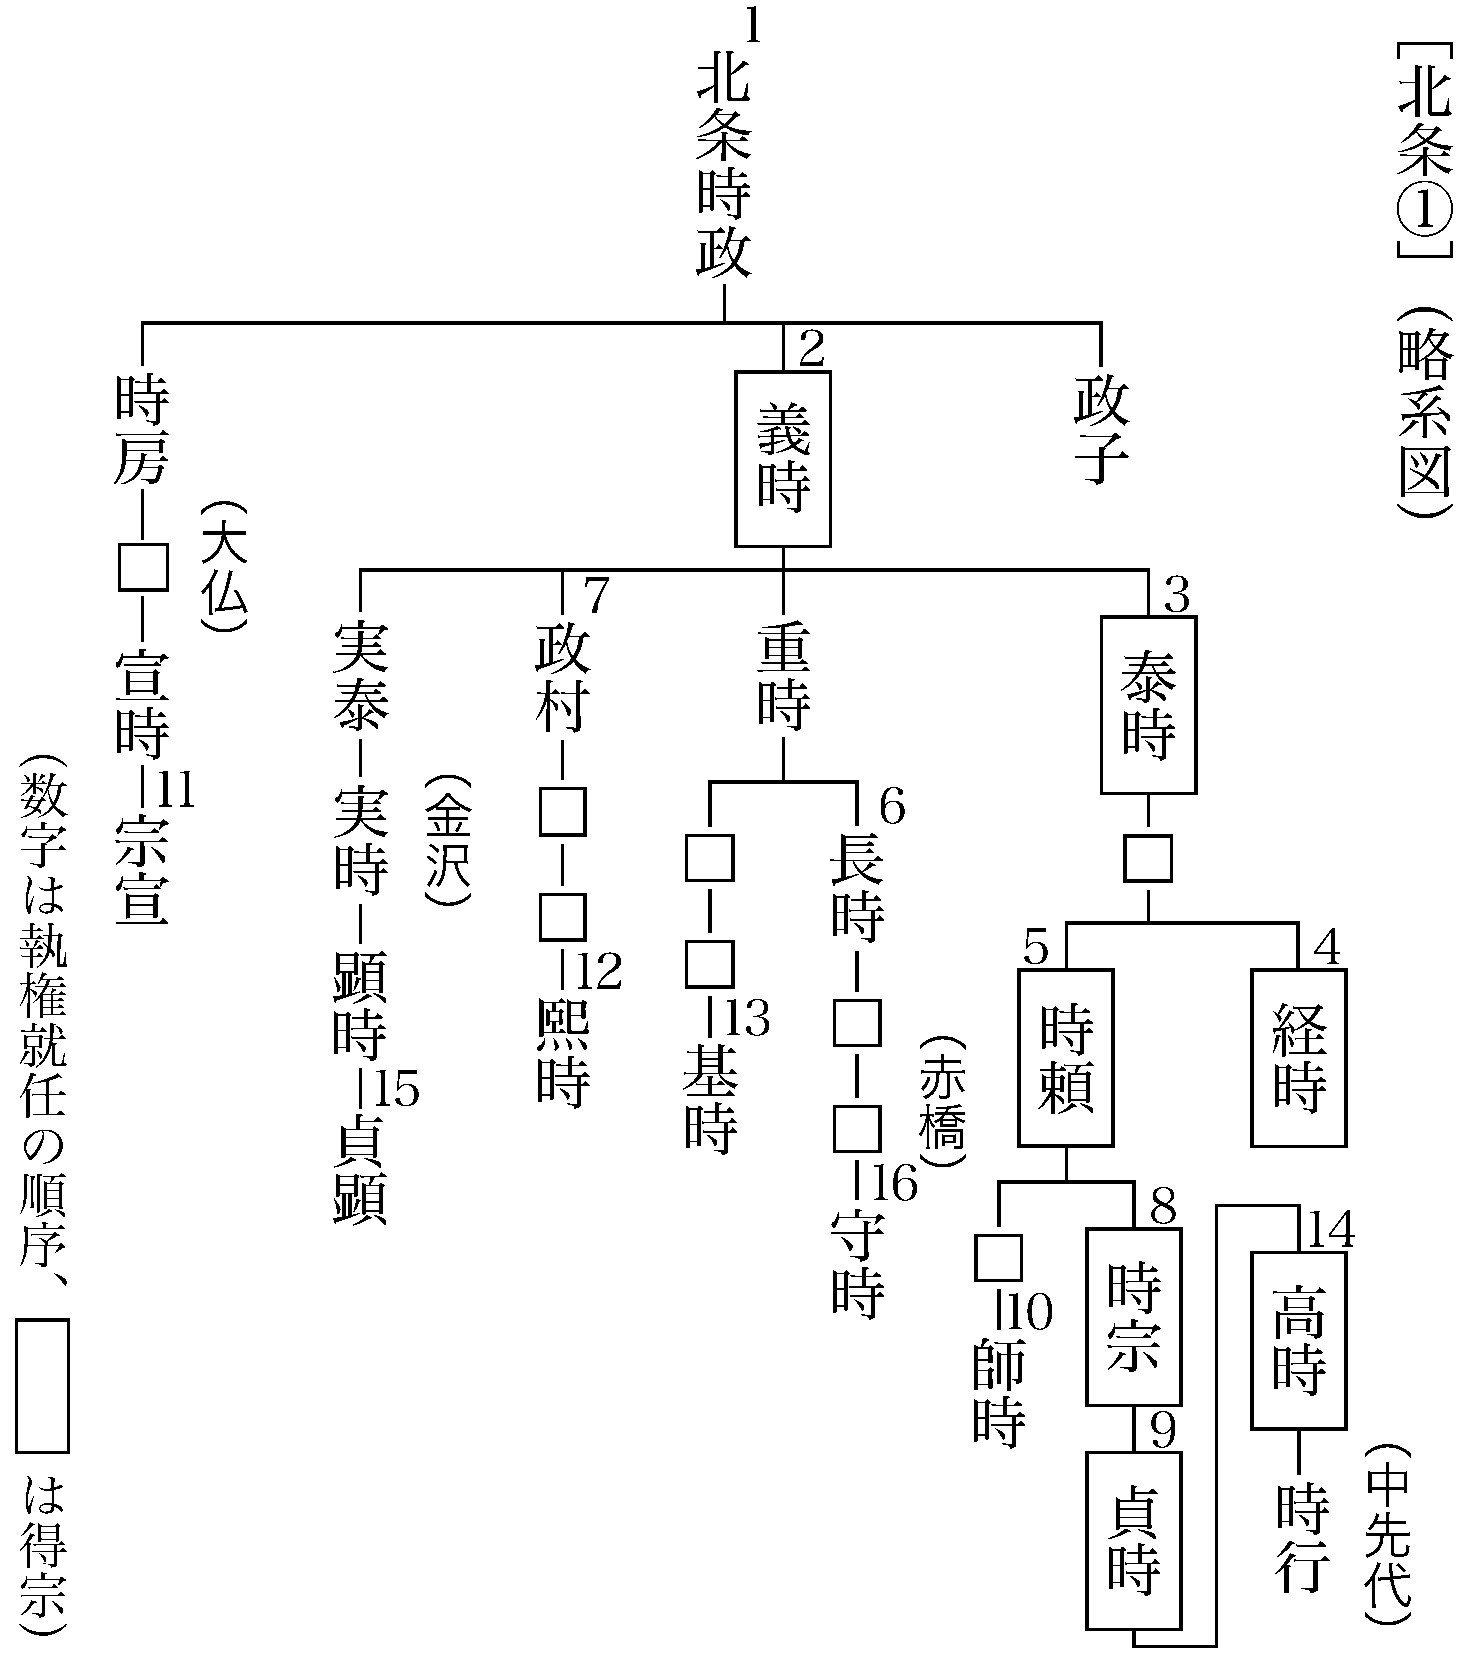 ［北条①］（略系図）
1
北条時政
政子
2
義時
時房
（大仏）
宣時
11
宗宣
3
泰時
重時
7
政村
実泰
実時
（金沢）
顕時
15
貞顕
12
熙時
6
長時
13
基時
（赤橋）
16
守時
4
経時
5
時頼
8
時宗
10
師時
9
貞時
14
高時
時行
（中先代）
（数字は執権就任の順序、
は得宗）